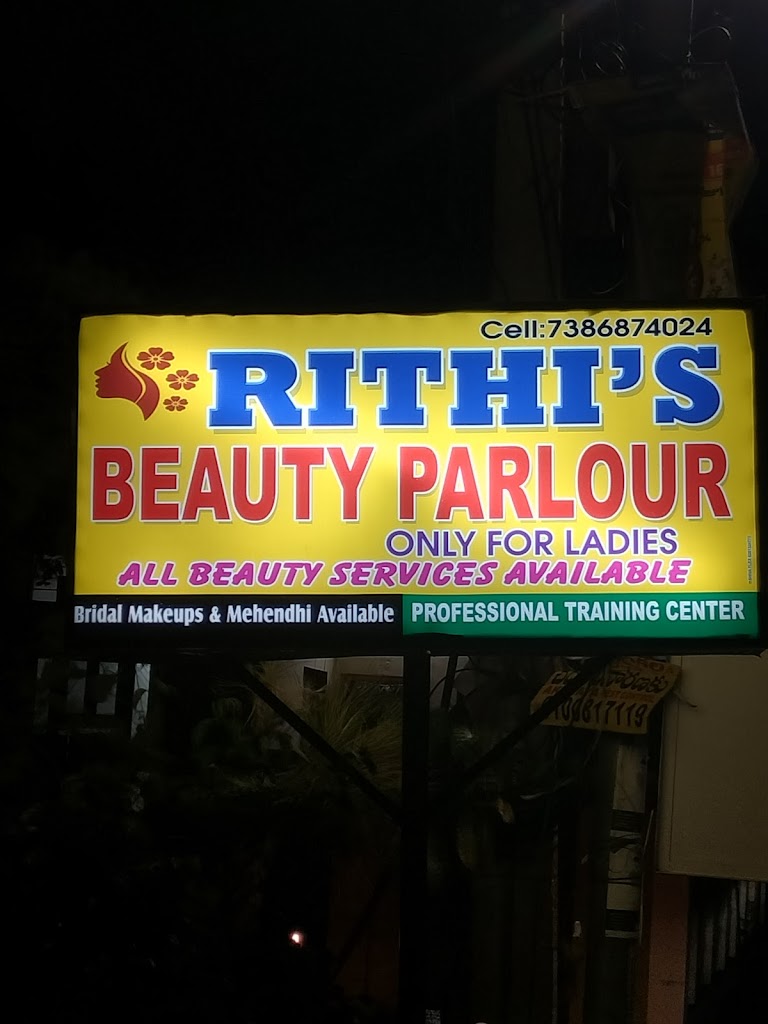 Cell:7386874024
RITHI'S
BEAUTY PARLOUR
ONLY FOR LADIES
ALL BEAUTY SERVICES AVAILABLE
Bridal Makeups & Mehendhi Available
PROFESSIONAL TRAINING CENTER